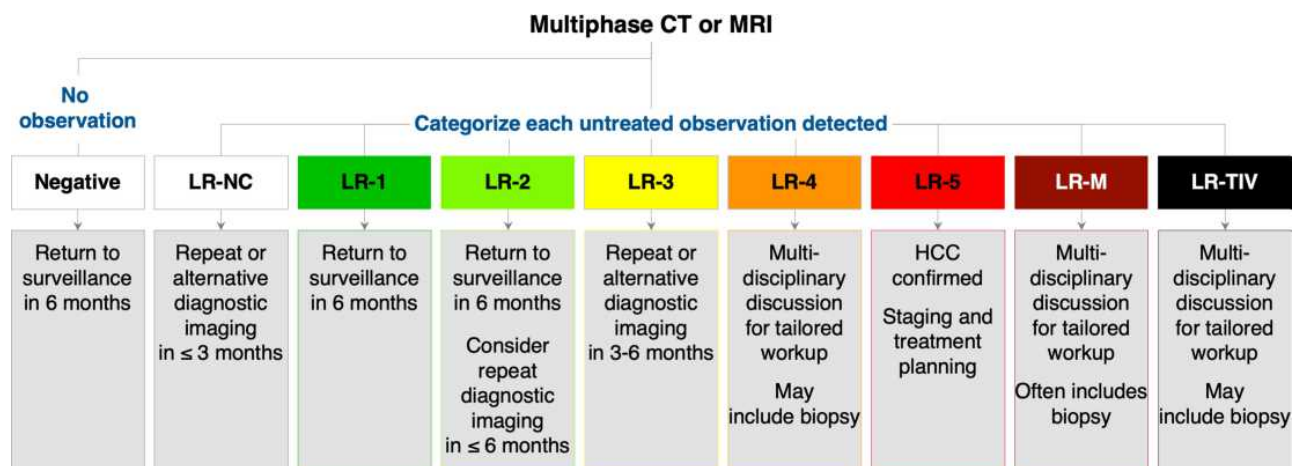 Multiphase CT or MRI
No
observation
Categorize each untreated observation detected
Negative
LR-NC
LR-1
LR-2
LR-3
LR-4
LR-5
LR-M
LR-TIV
Return to
surveillance
in 6 months
Repeat or
alternative
diagnostic
imaging
in ≤ 3 months
Return to
surveillance
in 6 months
Return to
surveillance
in 6 months
Consider
repeat
diagnostic
imaging
in ≤ 6 months
Repeat or
alternative
diagnostic
imaging
in 3-6 months
Multi-
disciplinary
discussion
for tailored
workup
May
include biopsy
HCC
confirmed
Staging and
treatment
planning
Multi-
disciplinary
discussion
for tailored
workup
Often includes
biopsy
Multi-
disciplinary
discussion
for tailored
workup
May
include biopsy